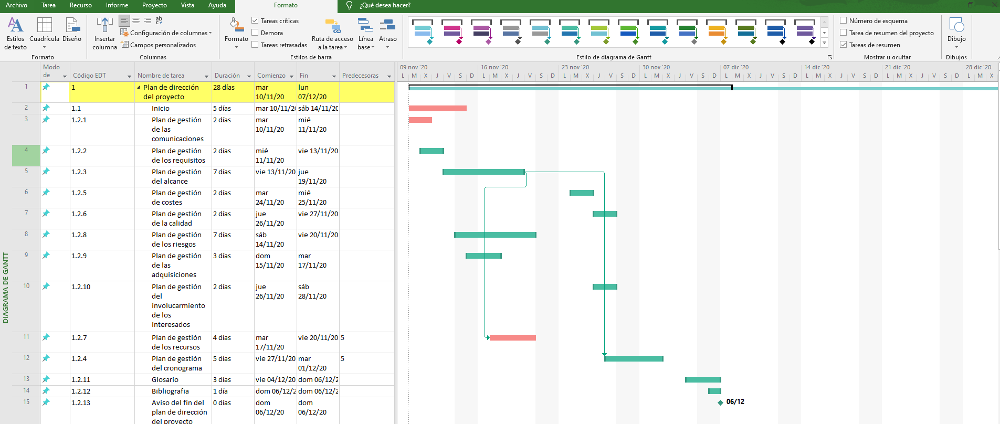 Archivo Tarea Recurso Informe Proyecto Vista Ayuda Formato ¿Qué desea hacer?
Estilos de texto
Cuadrícula
Diseño
Formato
Insertar columna
Configuración de columnas
Campos personalizados
Columnas
Formato
Tareas críticas
Demora
Tareas retrasadas
Ruta de acceso a la tarea
Línea base
Atraso
Estilos de barra
Estilo de diagrama de Gantt
Número de esquema
Tarea de resumen del proyecto
Tareas de resumen
Mostrar u ocultar
Dibujo
Dibujos
DIAGRAMA DE GANTT
Modo de Código EDT Nombre de tarea Duración Comienzo Fin Predecesoras
09 nov '20 16 nov '20 23 nov '20 30 nov '20 07 dic '20 14 dic '20 21 dic '20 28 dic '20
L M X J V S D L M X J V S D L M X J V S D L M X J V S D L M X J V S D L M X J V S D L M X J V S D L M X
1 1 Plan de dirección del proyecto 28 días mar 10/11/20 lun 07/12/20
2 1.1 Inicio 5 días mar 10/11/2 sáb 14/11/20
3 1.2.1 Plan de gestión de las comunicaciones 2 días mar 10/11/20 mié 11/11/20
4 1.2.2 Plan de gestión de los requisitos 2 días mié 11/11/20 vie 13/11/20
5 1.2.3 Plan de gestión del alcance 7 días vie 13/11/20 jue 19/11/20
6 1.2.5 Plan de gestión de costes 2 días mar 24/11/20 mié 25/11/20
7 1.2.6 Plan de gestión de la calidad 2 días jue 26/11/20 vie 27/11/20
8 1.2.8 Plan de gestión de los riesgos 7 días sáb 14/11/20 vie 20/11/20
9 1.2.9 Plan de gestión de las adquisiciones 3 días dom 15/11/20 mar 17/11/20
10 1.2.10 Plan de gestión del involucarmiento de los interesados 2 días jue 26/11/20 sáb 28/11/20
11 1.2.7 Plan de gestión de los recursos 4 días mar 17/11/20 vie 20/11/20 5
12 1.2.4 Plan de gestión del cronograma 5 días vie 27/11/20 mar 01/12/20 5
13 1.2.11 Glosario 3 días vie 04/12/20 dom 06/12/2
14 1.2.12 Bibliografia 1 día dom 06/12/2 dom 06/12/2
15 1.2.13 Aviso del fin del plan de dirección del proyecto 0 días dom 06/12/20 dom 06/12/20
06/12